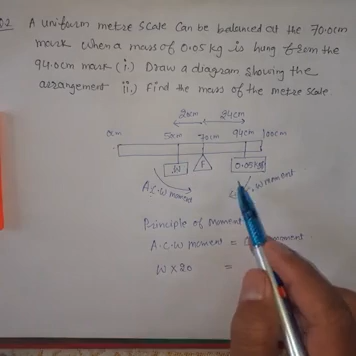 Q.2 A uniform metre scale can be balanced at the 70.0cm
mark when a mass of 0.05 kg is hung from the
94.0cm mark (i.) Draw a diagram showing the
arrangement (ii.) Find the mass of the metre scale.
20cm 24cm
0cm 50cm 70cm 94cm 100cm
W F 0.05kg
A.C.W moment W moment
Principle of Moment
A.C.W moment = moment
W X 20 =